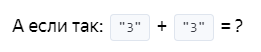 А если так: "3" + "3" = ?